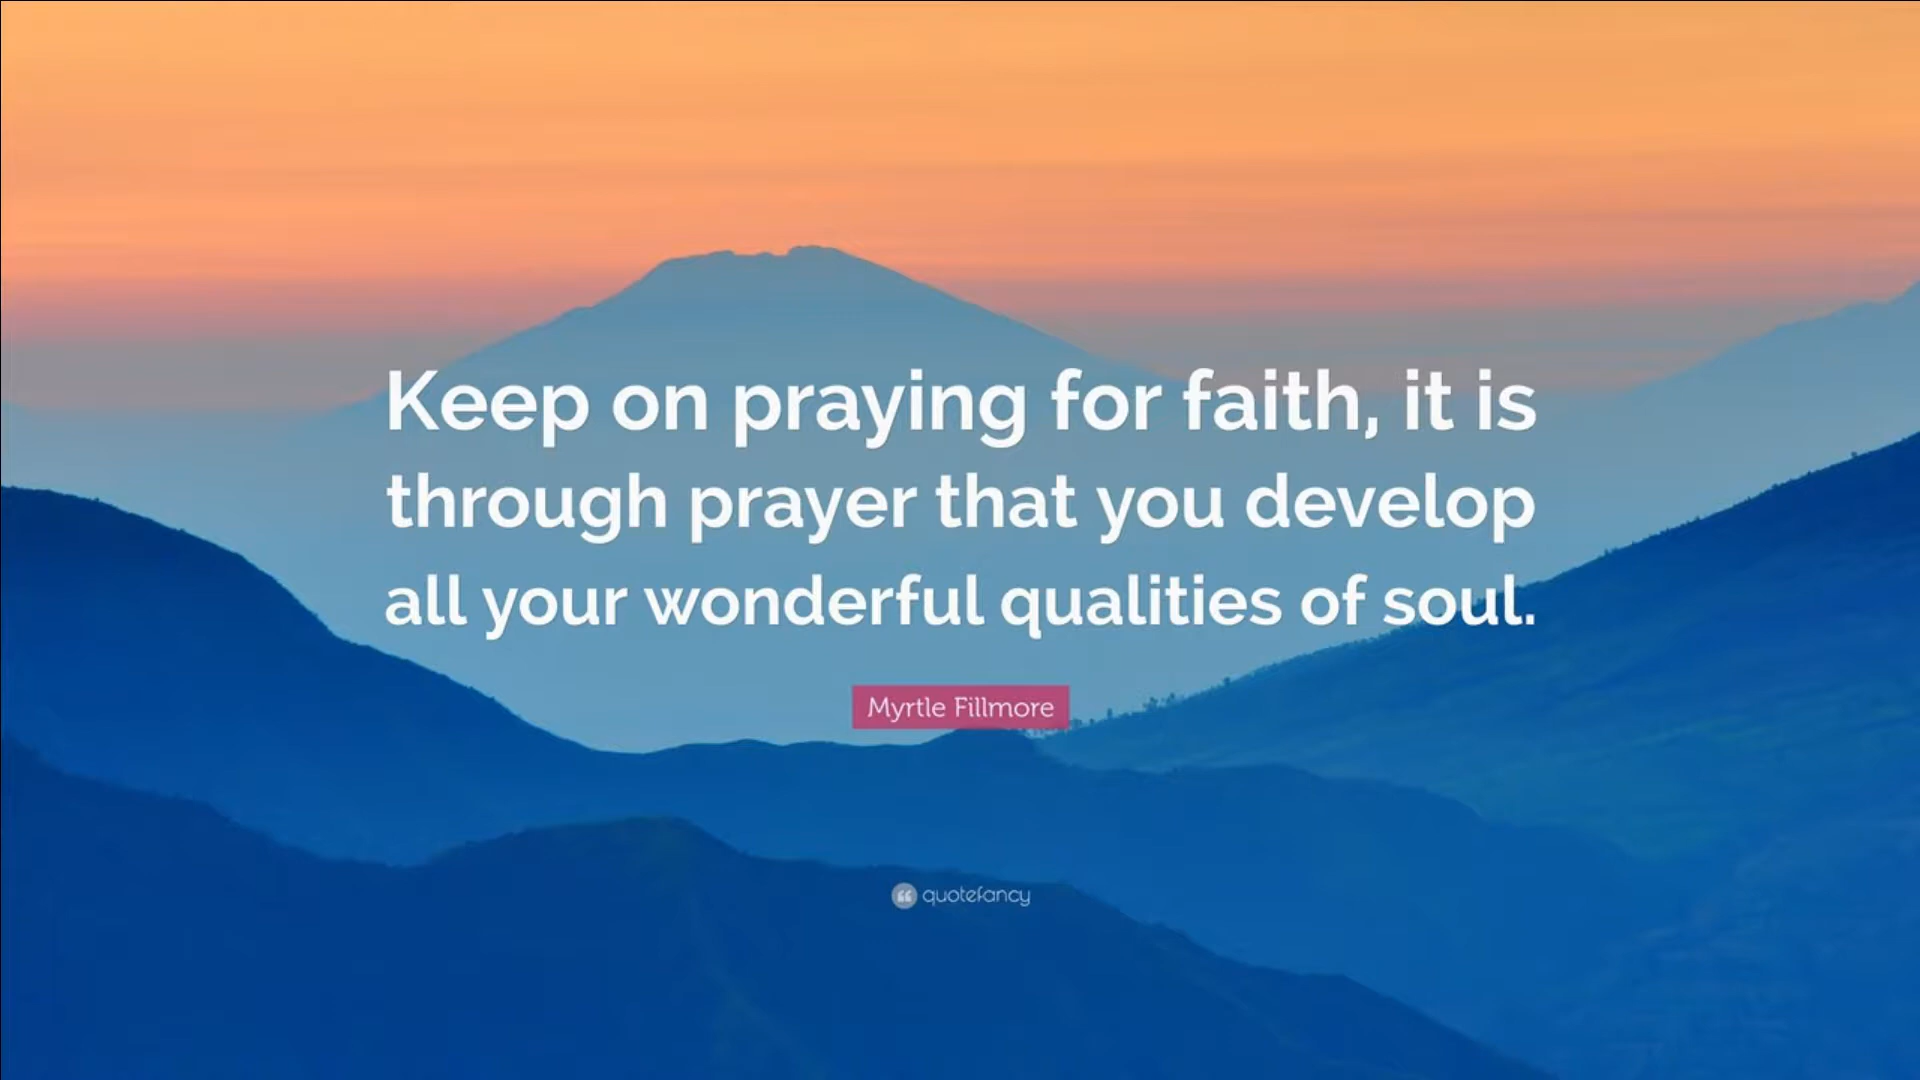 Keep on praying for faith, it is
through prayer that you develop
all your wonderful qualities of soul.
Myrtle Fillmore
quotefancy